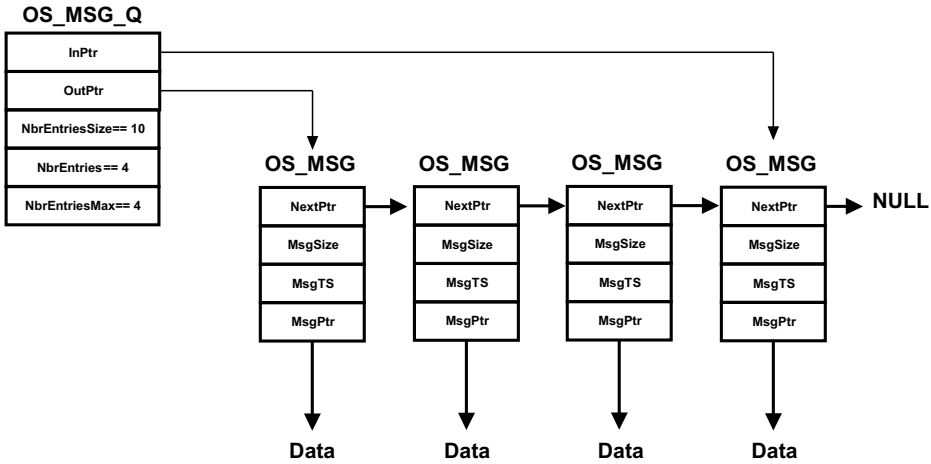 OS_MSG_Q
InPtr
OutPtr
NbrEntriesSize== 10
NbrEntries== 4
NbrEntriesMax== 4
OS_MSG OS_MSG OS_MSG OS_MSG
NextPtr NextPtr NextPtr NextPtr NULL
MsgSize MsgSize MsgSize MsgSize
MsgTS MsgTS MsgTS MsgTS
MsgPtr MsgPtr MsgPtr MsgPtr
Data Data Data Data